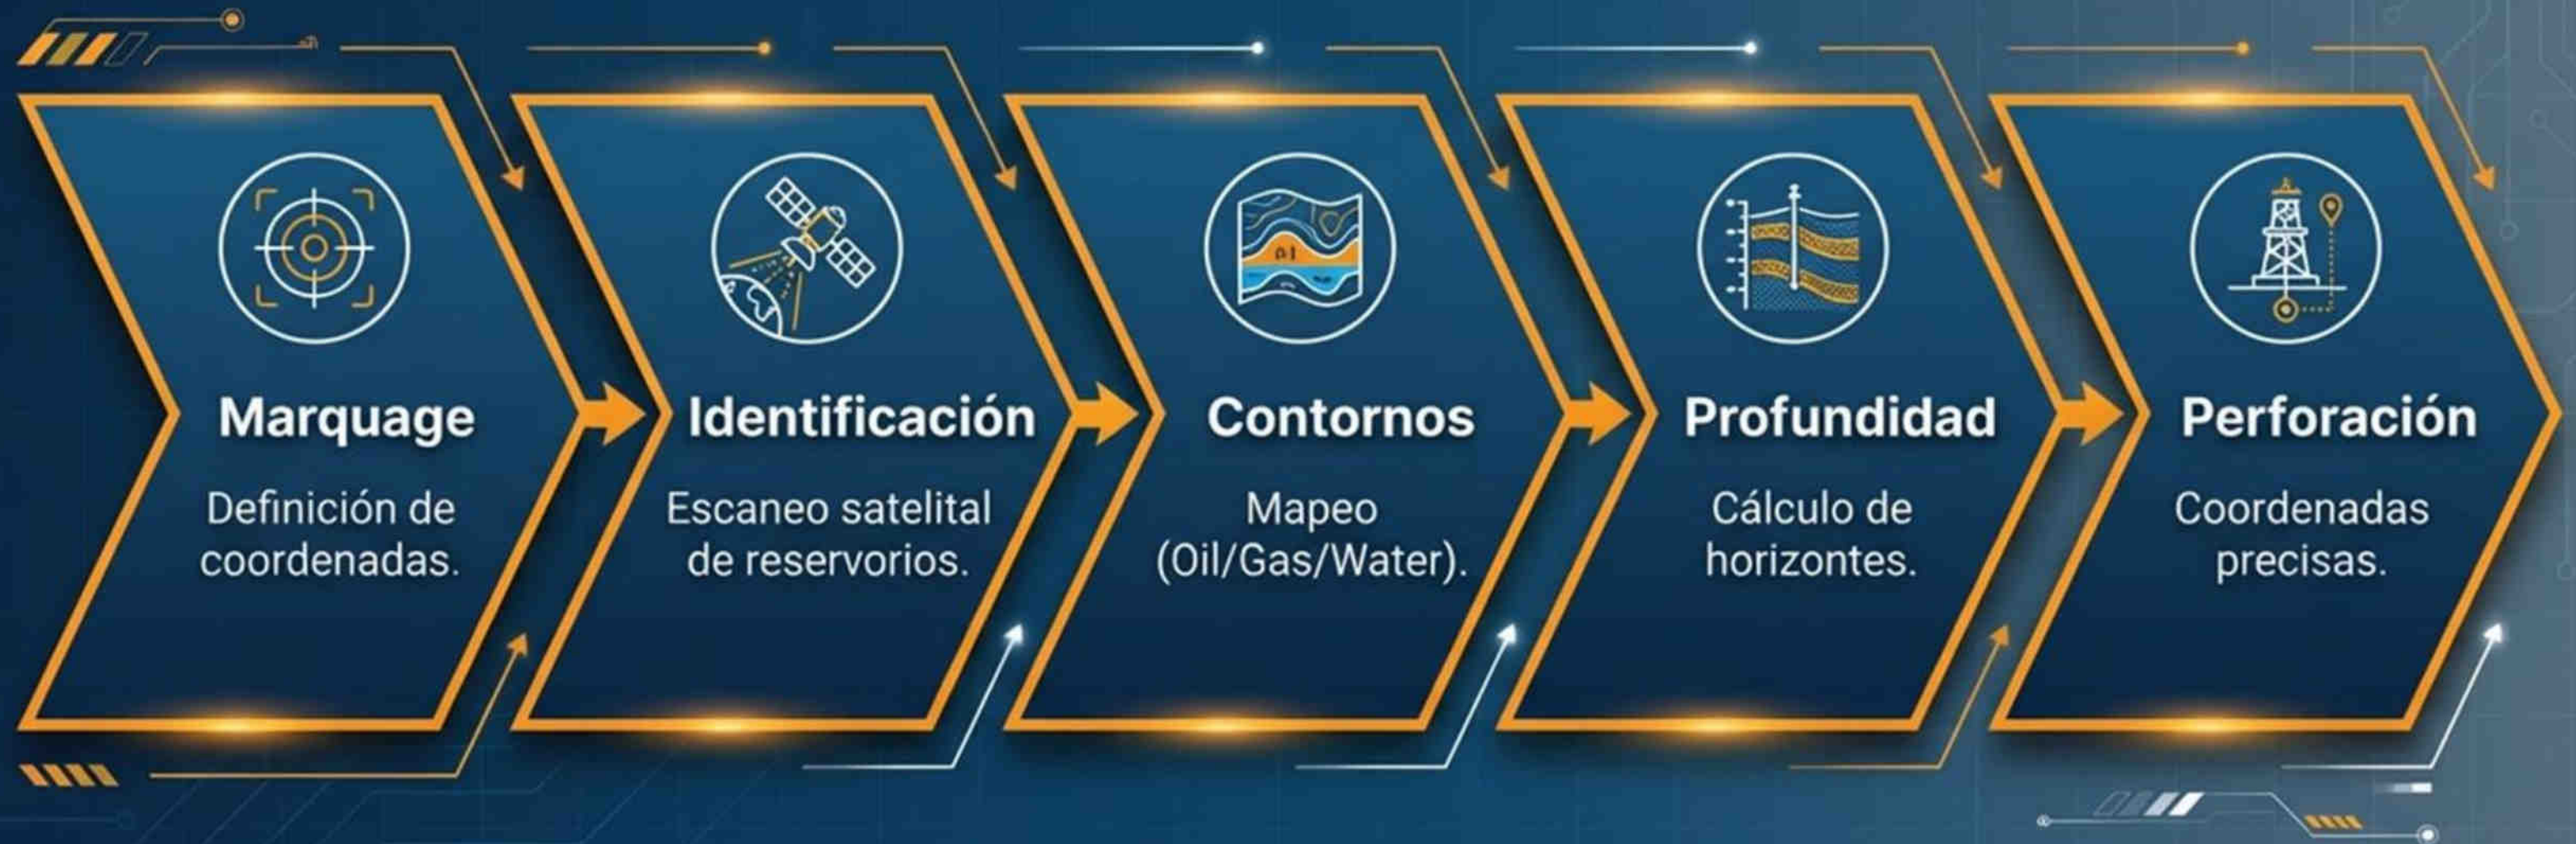 Marquage
Definición de
coordenadas.
Identificación
Escaneo satelital
de reservorios.
Contornos
Mapeo
(Oil/Gas/Water).
Profundidad
Cálculo de
horizontes.
Perforación
Coordenadas
precisas.